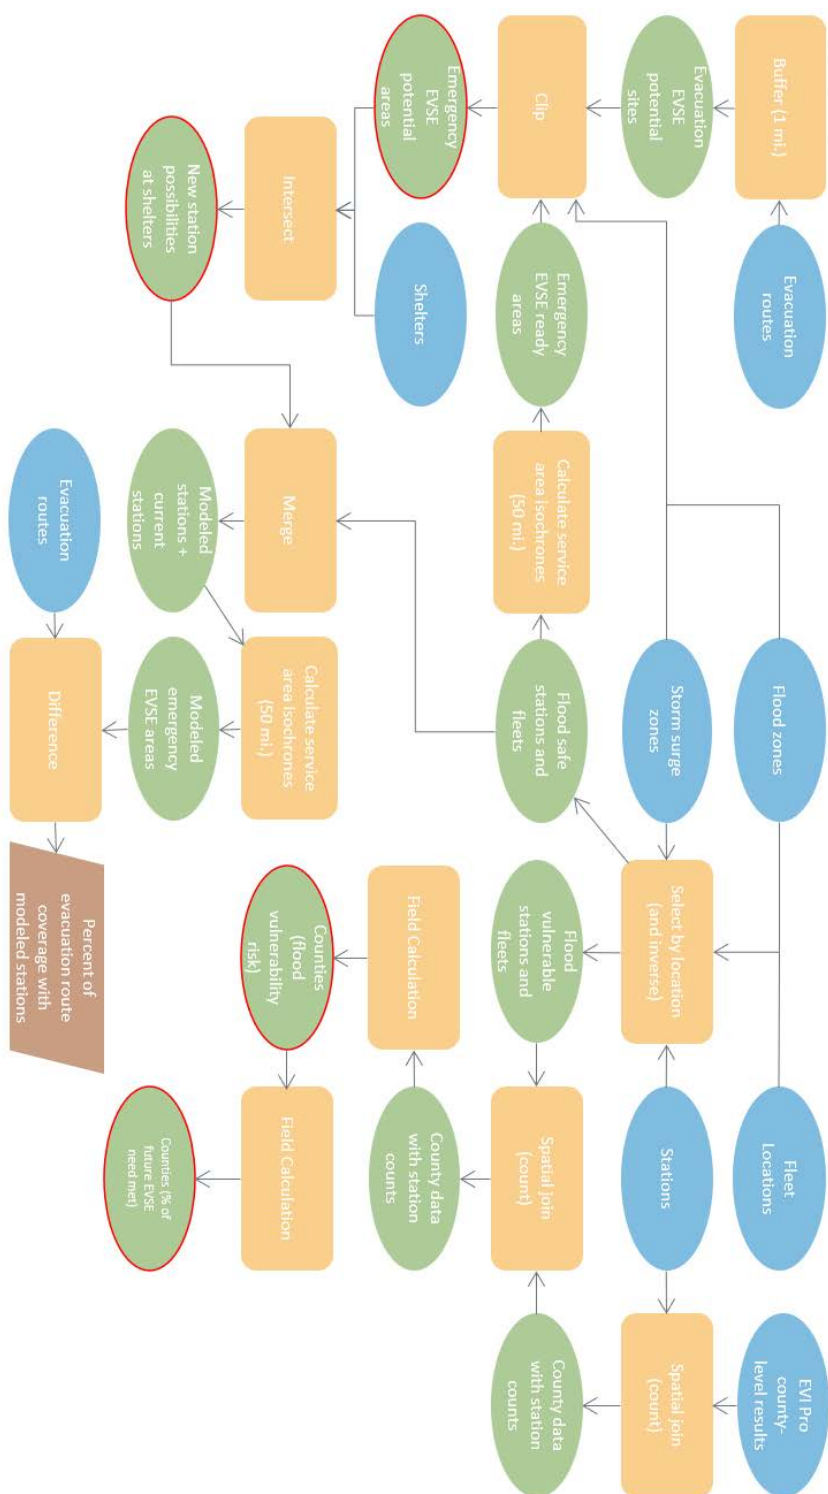 Evacuation
routes
Flood zones
Fleet
Locations
EVI Pro
county-
level results
Buffer (1 mi.)
Evacuation
EVSE
potential
sites
Storm surge
zones
Select by location
(and inverse)
Stations
Spatial join
(count)
Clip
Emergency
EVSE ready
areas
Calculate service
area isochrones
(50 mi.)
Flood safe
stations and
fleets
Flood
vulnerable
stations and
fleets
Spatial join
(count)
County data
with station
counts
Emergency
EVSE
potential
areas
Shelters
Field Calculation
County data
with station
counts
Intersect
Merge
Calculate service
area isochrones
(50 mi.)
Counties
(flood
vulnerability
risk)
Field Calculation
New station
possibilities
at shelters
Modeled
stations +
current
stations
Modeled
emergency
EVSE areas
Counties (% of
future EVSE
need met)
Evacuation
routes
Difference
Percent of
evacuation route
coverage with
modeled stations